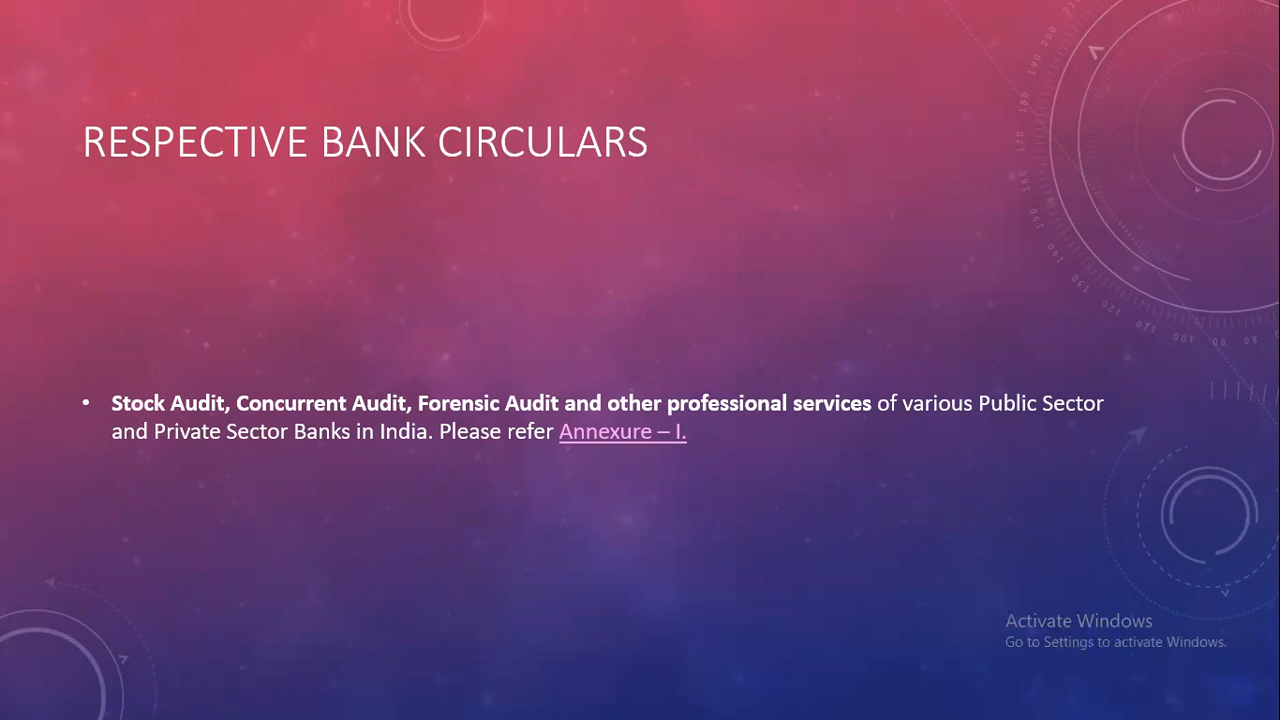 RESPECTIVE BANK CIRCULARS
• Stock Audit, Concurrent Audit, Forensic Audit and other professional services of various Public Sector
and Private Sector Banks in India. Please refer Annexure – I.
Activate Windows
Go to Settings to activate Windows.